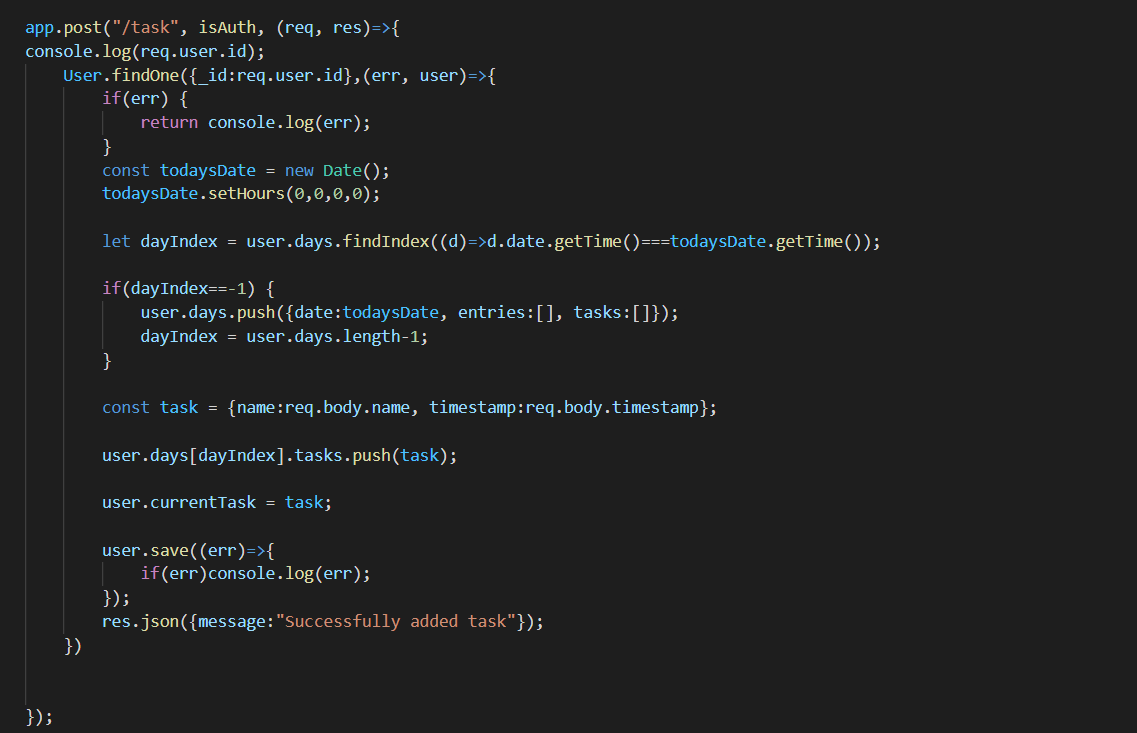 app.post("/task", isAuth, (req, res)=>{
console.log(req.user.id);
    User.findOne({_id:req.user.id},(err, user)=>{
        if(err) {
            return console.log(err);
        }
        const todaysDate = new Date();
        todaysDate.setHours(0,0,0,0);

        let dayIndex = user.days.findIndex((d)=>d.date.getTime()===todaysDate.getTime());

        if(dayIndex==-1) {
            user.days.push({date:todaysDate, entries:[], tasks:[]});
            dayIndex = user.days.length-1;
        }

        const task = {name:req.body.name, timestamp:req.body.timestamp};

        user.days[dayIndex].tasks.push(task);

        user.currentTask = task;

        user.save((err)=>{
            if(err)console.log(err);
        });
        res.json({message:"Successfully added task"});
    })


});